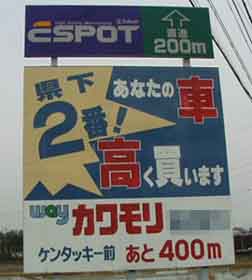 ESPOT
直進
200m
県下
2番!
あなたの車
高く買います
way カワモリ
ケンタッキー前 あと400m